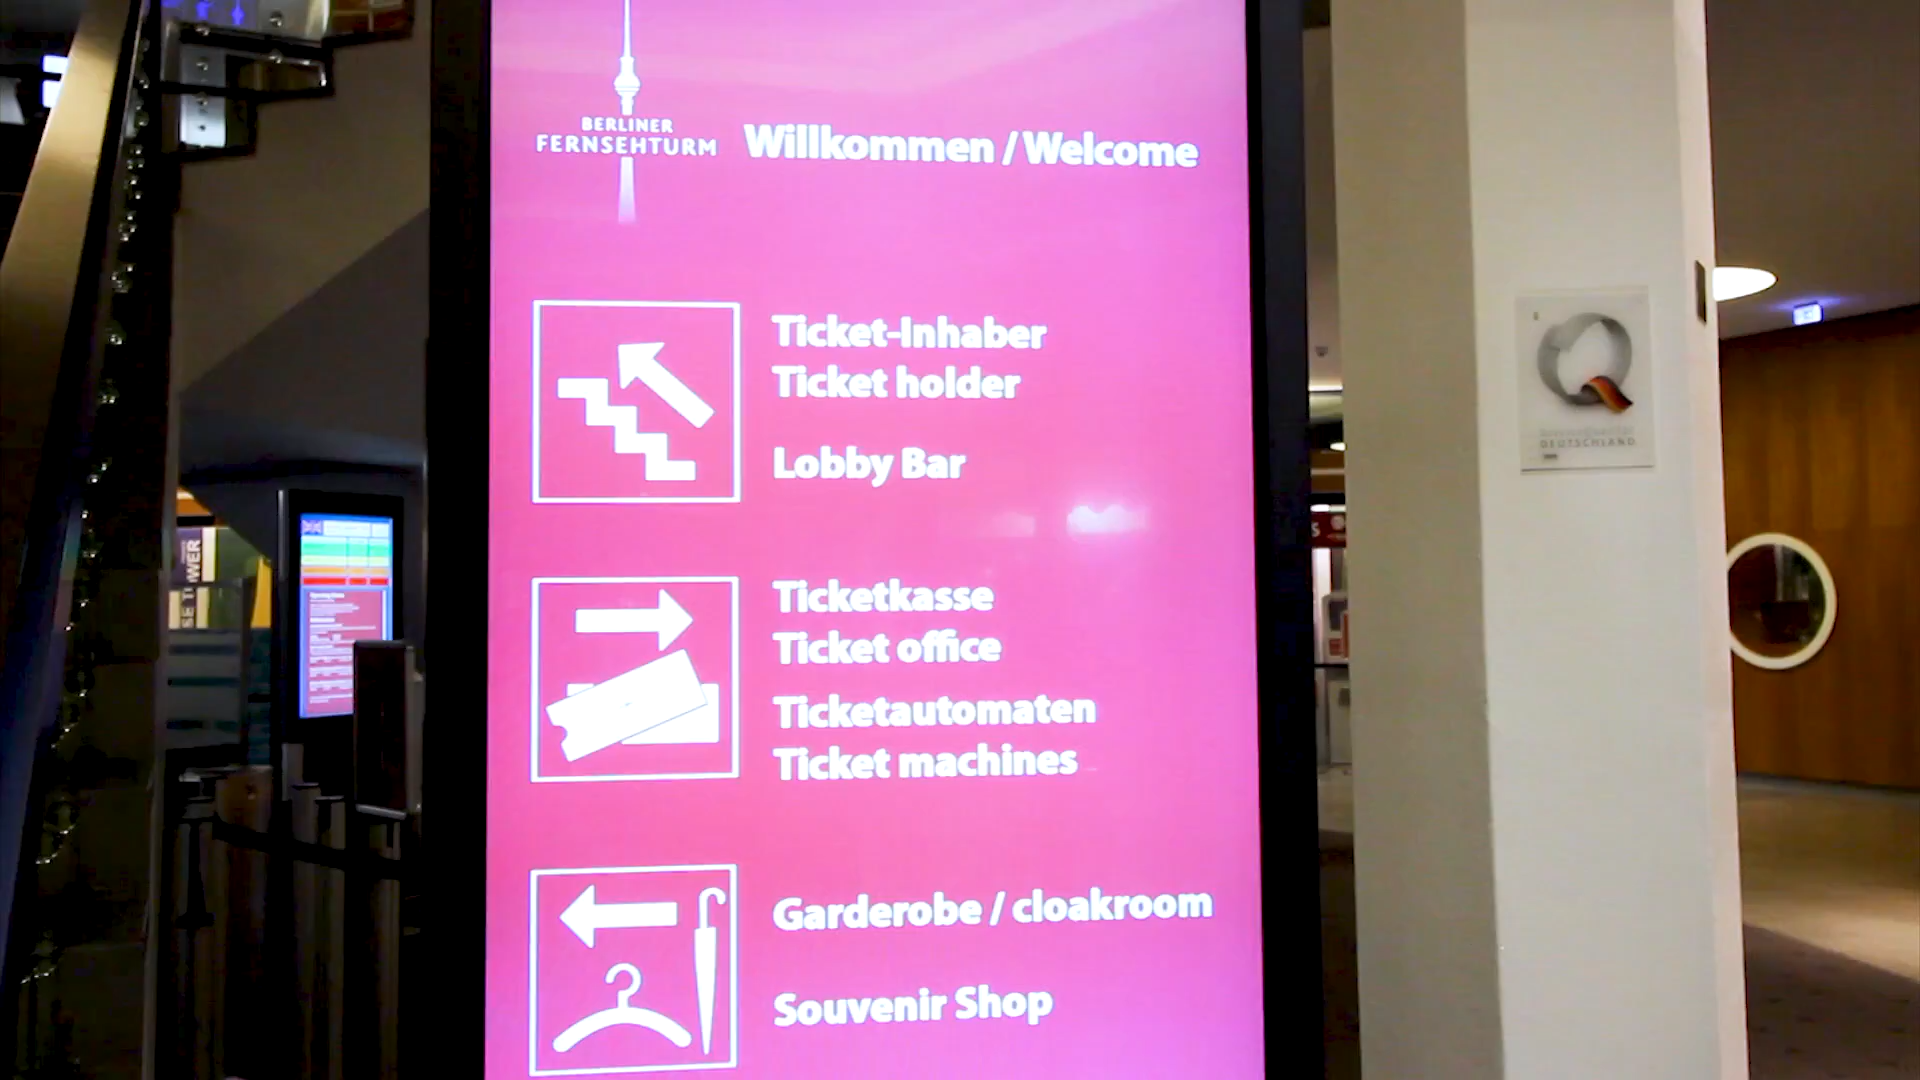 BERLINER
FERNSEHTURM
Willkommen / Welcome
Ticket-Inhaber
Ticket holder
Lobby Bar
Ticketkasse
Ticket office
Ticketautomaten
Ticket machines
Garderobe / cloakroom
Souvenir Shop
DEUTSCHLAND